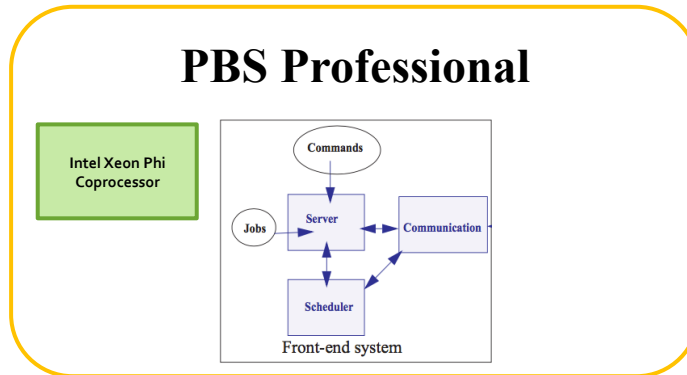 PBS Professional
Intel Xeon Phi
Coprocessor
Commands
Jobs
Server
Communication
Scheduler
Front-end system